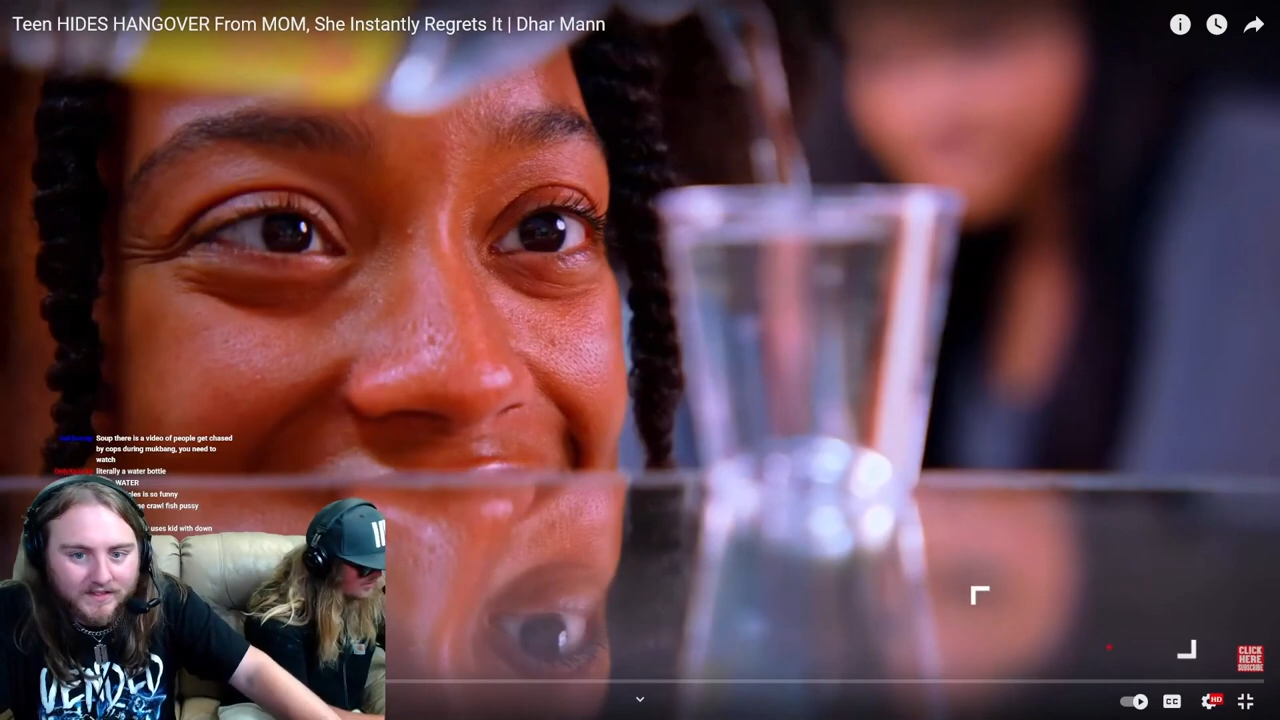 Teen HIDES HANGOVER From MOM, She Instantly Regrets It | Dhar Mann
Soup there is a video of people get chased
by cops during mukbang, you need to
watch
literally a water bottle
WATER
is so funny
crawl fish pussy
uses kid with down
CLICK
HERE
SUBSCRIBE
CC
HD